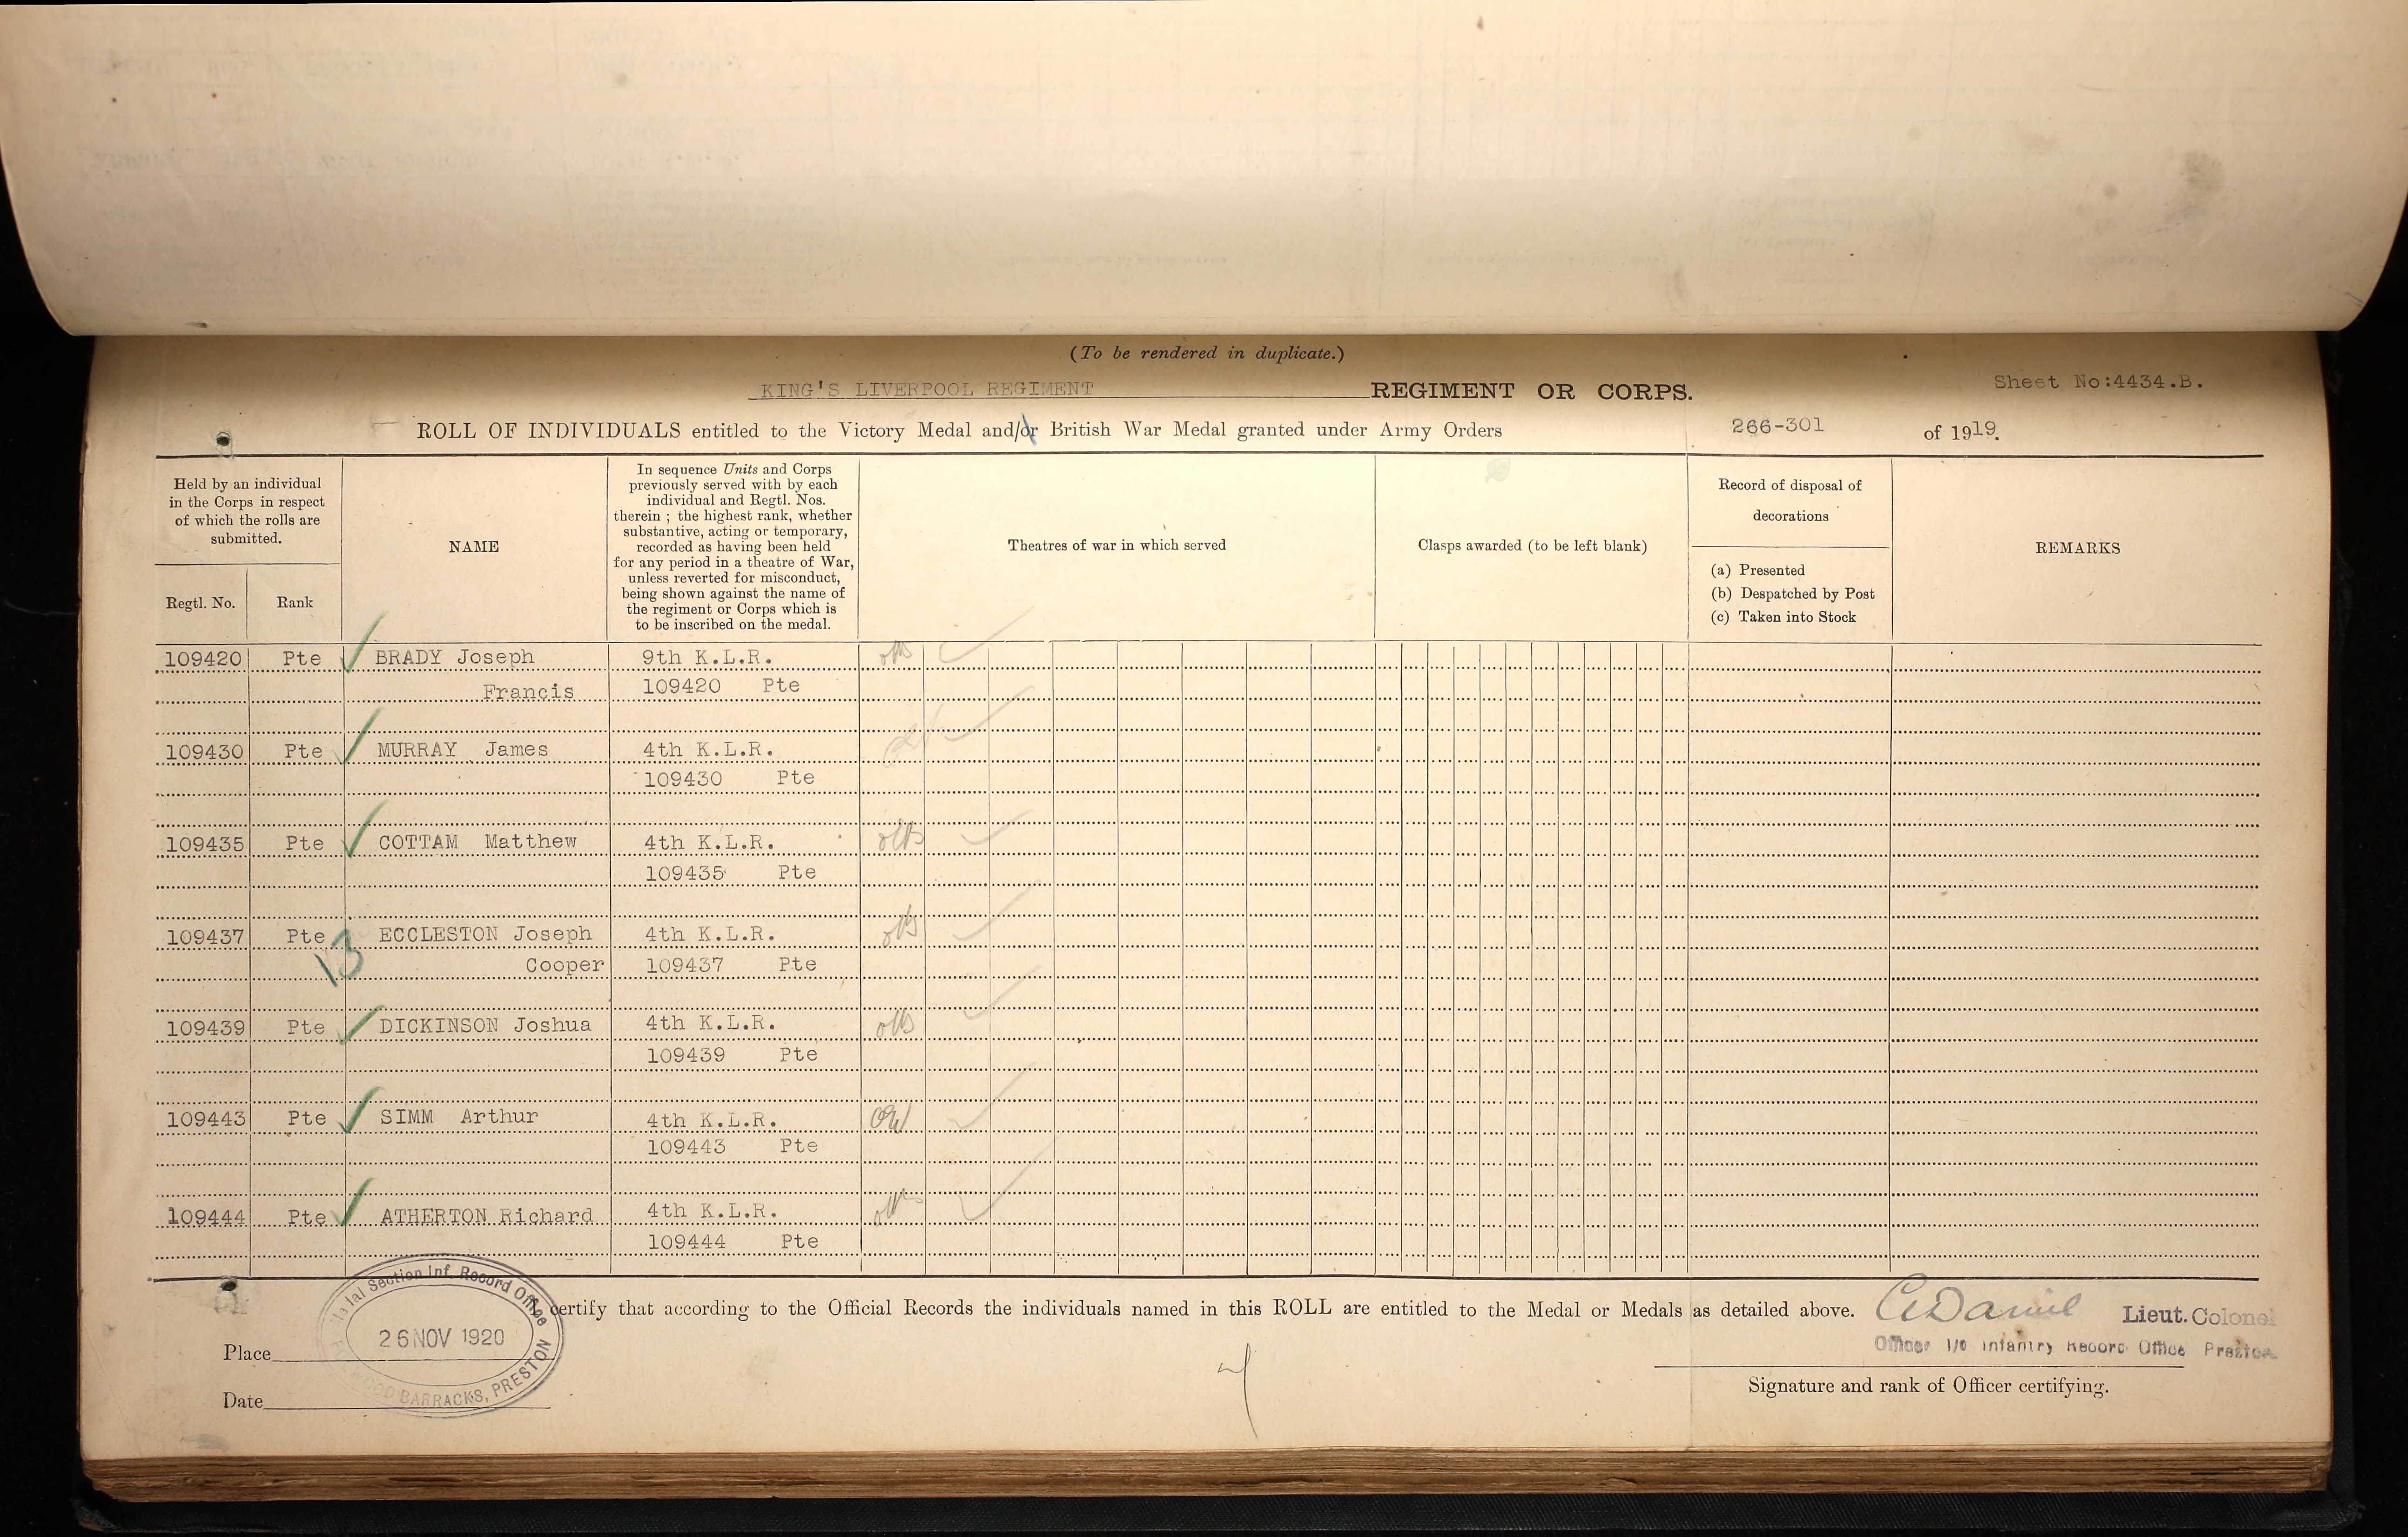 (To be rendered in duplicate.)
KING'S LIVERPOOL REGIMENT REGIMENT OR CORPS. Sheet No:4434.B.
ROLL OF INDIVIDUALS entitled to the Victory Medal and/or British War Medal granted under Army Orders 266-301 of 1919.
Held by an individual
in the Corps in respect
of which the rolls are
submitted.
Regtl. No. Rank
NAME
In sequence Units and Corps
previously served with by each
individual and Regtl. Nos.
therein ; the highest rank, whether
substantive, acting or temporary,
recorded as having been held
for any period in a theatre of War,
unless reverted for misconduct,
being shown against the name of
the regiment or Corps which is
to be inscribed on the medal.
Theatres of war in which served
Clasps awarded (to be left blank)
Record of disposal of
decorations
(a) Presented
(b) Despatched by Post
(c) Taken into Stock
REMARKS
109420 Pte BRADY Joseph 9th K.L.R.
Francis 109420 Pte
109430 Pte MURRAY James 4th K.L.R.
109430 Pte
109435 Pte COTTAM Matthew 4th K.L.R.
109435 Pte
109437 Pte 13 ECCLESTON Joseph 4th K.L.R.
Cooper 109437 Pte
109439 Pte DICKINSON Joshua 4th K.L.R.
109439 Pte
109443 Pte SIMM Arthur 4th K.L.R.
109443 Pte
109444 Pte ATHERTON Richard 4th K.L.R.
109444 Pte
I certify that according to the Official Records the individuals named in this ROLL are entitled to the Medal or Medals as detailed above. Lieut. Colonel
Officer I/C Infantry Record Office Preston
Section Inf. Record Office
26 NOV 1920
BARRACKS, PRESTON
Place
Date
Signature and rank of Officer certifying.